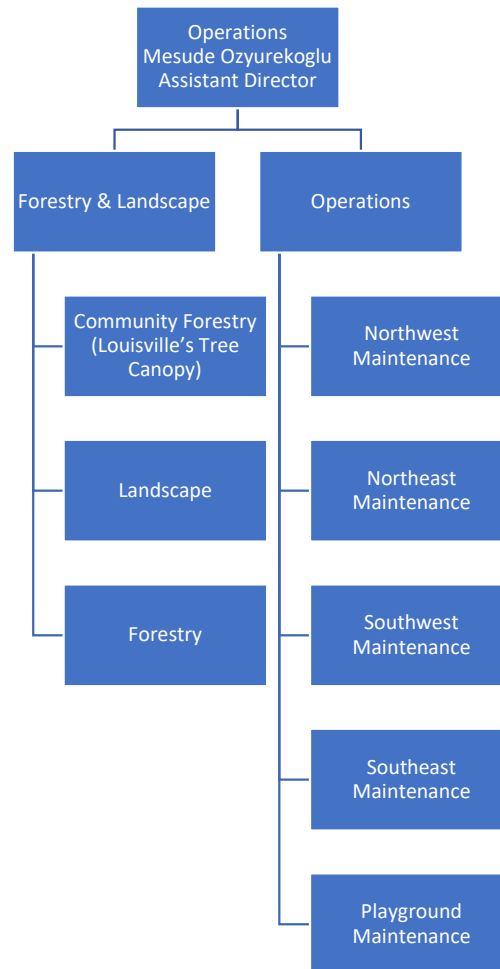 Operations
Mesude Ozyurekoglu
Assistant Director
Forestry & Landscape
Operations
Community Forestry
(Louisville’s Tree
Canopy)
Landscape
Forestry
Northwest
Maintenance
Northeast
Maintenance
Southwest
Maintenance
Southeast
Maintenance
Playground
Maintenance